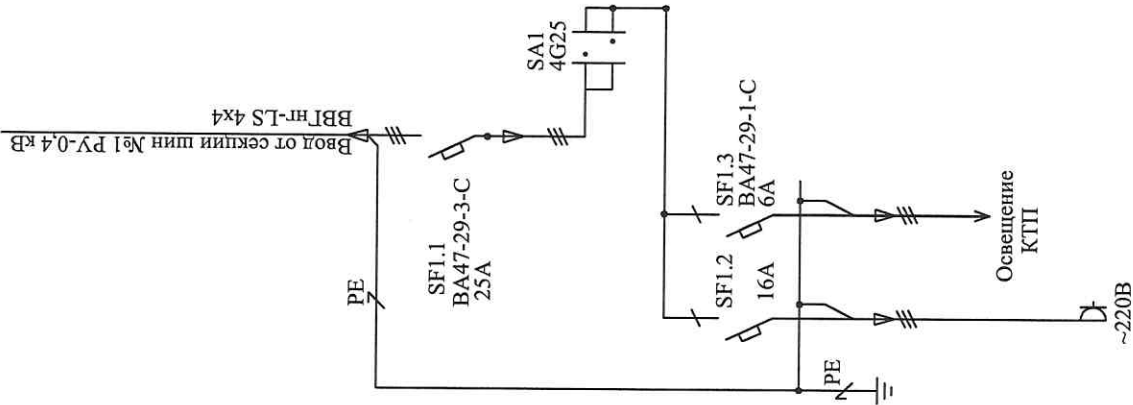 Ввод от секции шин №1 РУ-0,4 кВ
ВВГнг-LS 4х4
SA1
4G25
PE
SF1.1
ВА47-29-3-С
25А
SF1.3
ВА47-29-1-С
6А
SF1.2
16А
Освещение
КТП
PE
~220В